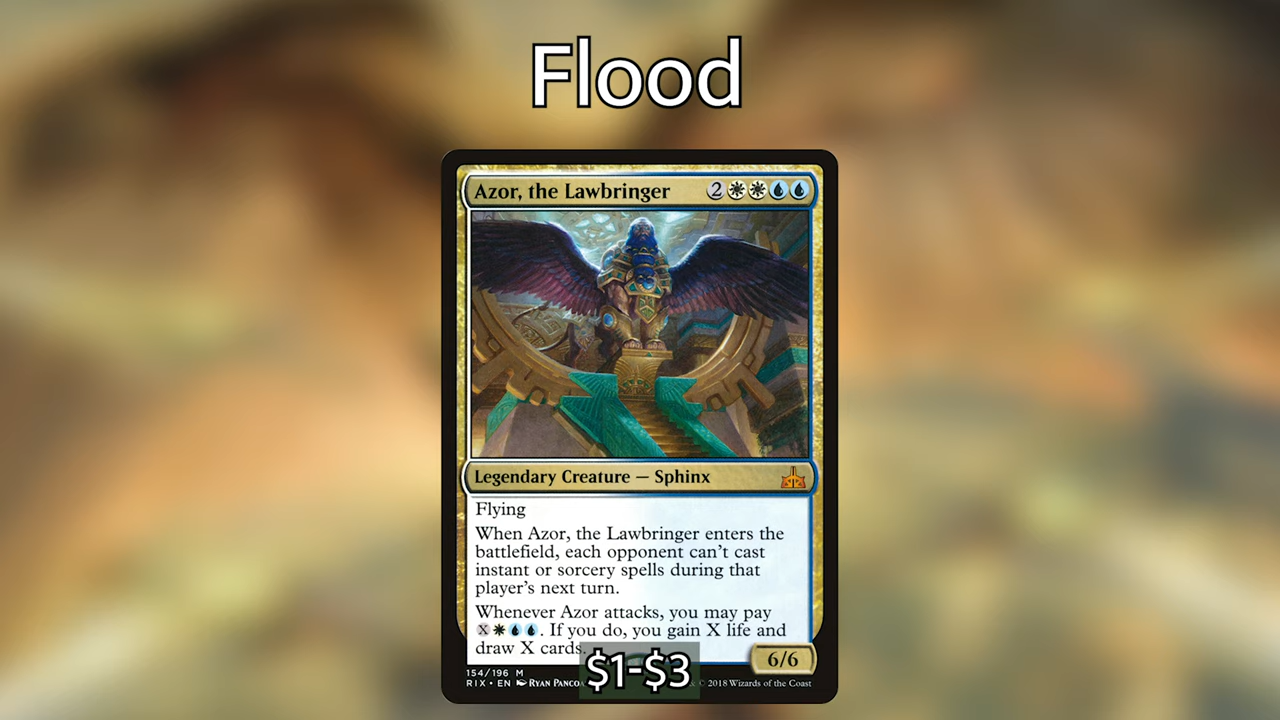 Flood
Azor, the Lawbringer 2
Legendary Creature — Sphinx
Flying
When Azor, the Lawbringer enters the
battlefield, each opponent can't cast
instant or sorcery spells during that
player's next turn.
Whenever Azor attacks, you may pay
X . If you do, you gain X life and
draw X cards.
6/6
$1-$3
154/196 M
RIX • EN RYAN PANCO
© 2018 Wizards of the Coast